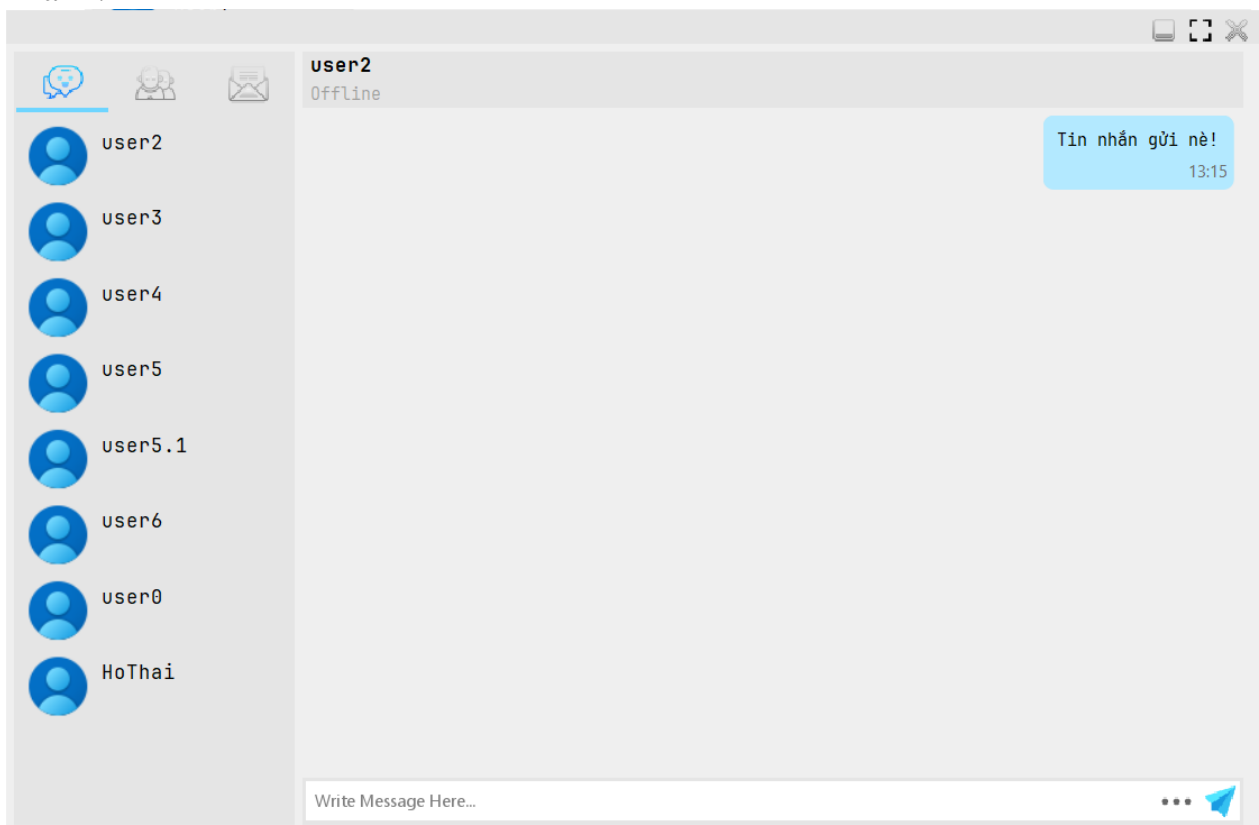 user2
Offline
Tin nhắn gửi nè!
13:15
user2
user3
user4
user5
user5.1
user6
user0
HoThai
Write Message Here...